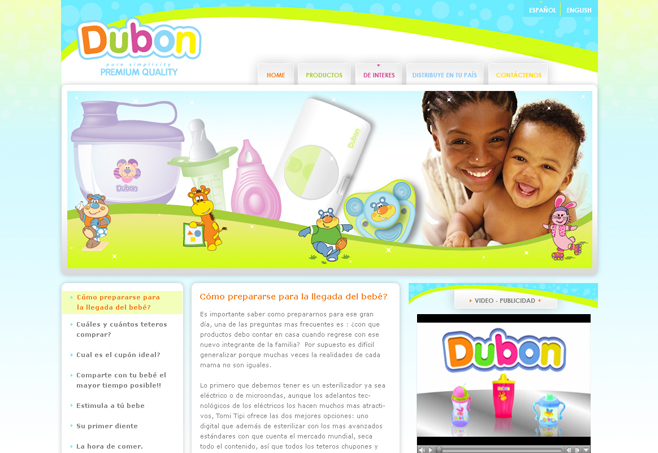 ESPAÑOL
ENGLISH
Dubon
pure simplicity
PREMIUM QUALITY
HOME
PRODUCTOS
DE INTERES
DISTRIBUYE EN TU PAÍS
CONTACTENOS
Dubon
Dubon
Cómo prepararse para
la llegada del bebé?
Cuáles y cuántos teteros
comprar?
Cual es el cupón ideal?
Comparte con tu bebé el
mayor tiempo posible!!
Estimula a tú bebe
Su primer diente
La hora de comer.
Cómo prepararse para la llegada del bebé?
Es importante saber como prepararnos para ese gran
día, una de las preguntas mas frecuentes es : ¿con que
productos debo contar en casa cuando regrese con ese
nuevo integrante de la familia? Por supuesto es difícil
generalizar porque muchas veces la realidades de cada
mama no son iguales.
Lo primero que debemos tener es un esterilizador ya sea
eléctrico o de microondas, aunque los adelantos tec-
nológicos de los eléctricos los hacen muchos mas atracti-
vos, Tomi Tipi ofrece las dos mejores opciones: uno
digital que además de esterilizar con los mas avanzados
estándares con que cuenta el mercado mundial, seca
todo el contenido, así que todos los teteros chupones y
VIDEO - PUBLICIDAD
Dubon